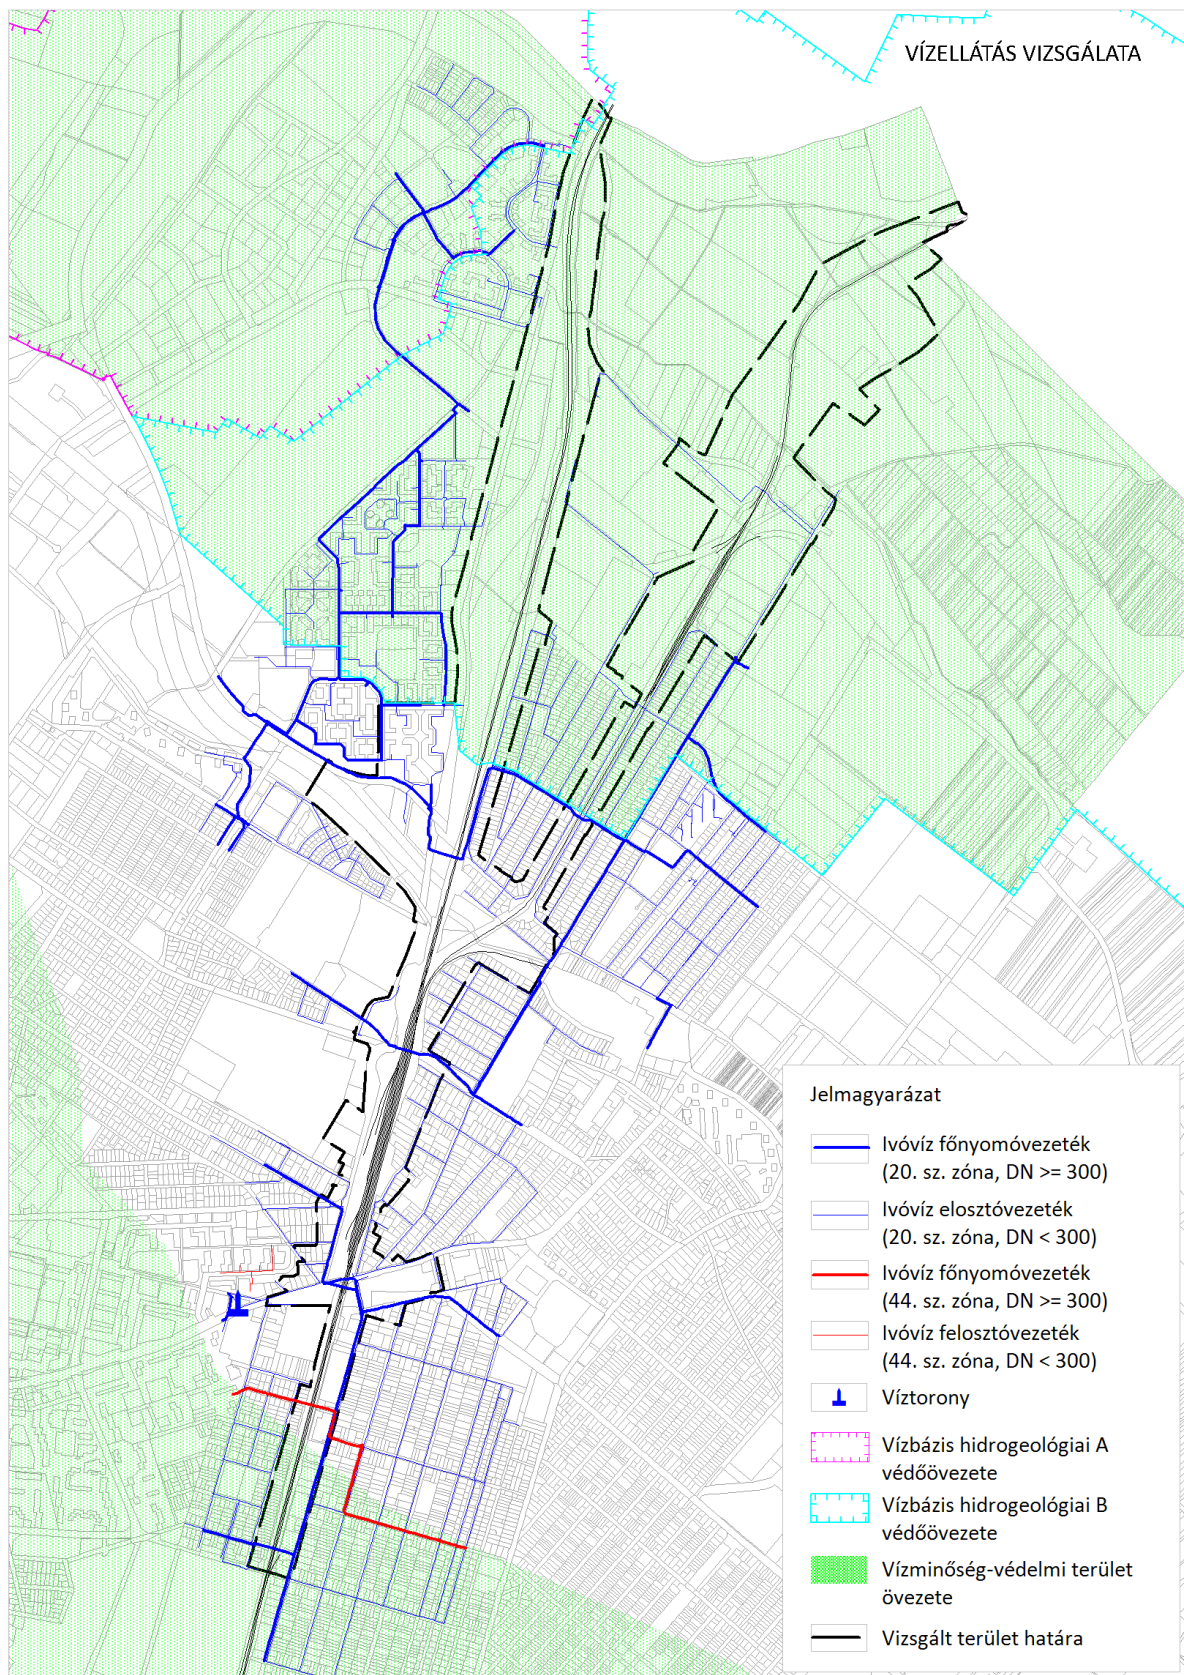 VÍZELLÁTÁS VIZSGÁLATA
Jelmagyarázat
Ivóvíz főnyomóvezeték
(20. sz. zóna, DN >= 300)
Ivóvíz elosztóvezeték
(20. sz. zóna, DN < 300)
Ivóvíz főnyomóvezeték
(44. sz. zóna, DN >= 300)
Ivóvíz felosztóvezeték
(44. sz. zóna, DN < 300)
Víztorony
Vízbázis hidrogeológiai A
védőövezete
Vízbázis hidrogeológiai B
védőövezete
Vízminőség-védelmi terület
övezete
Vizsgált terület határa